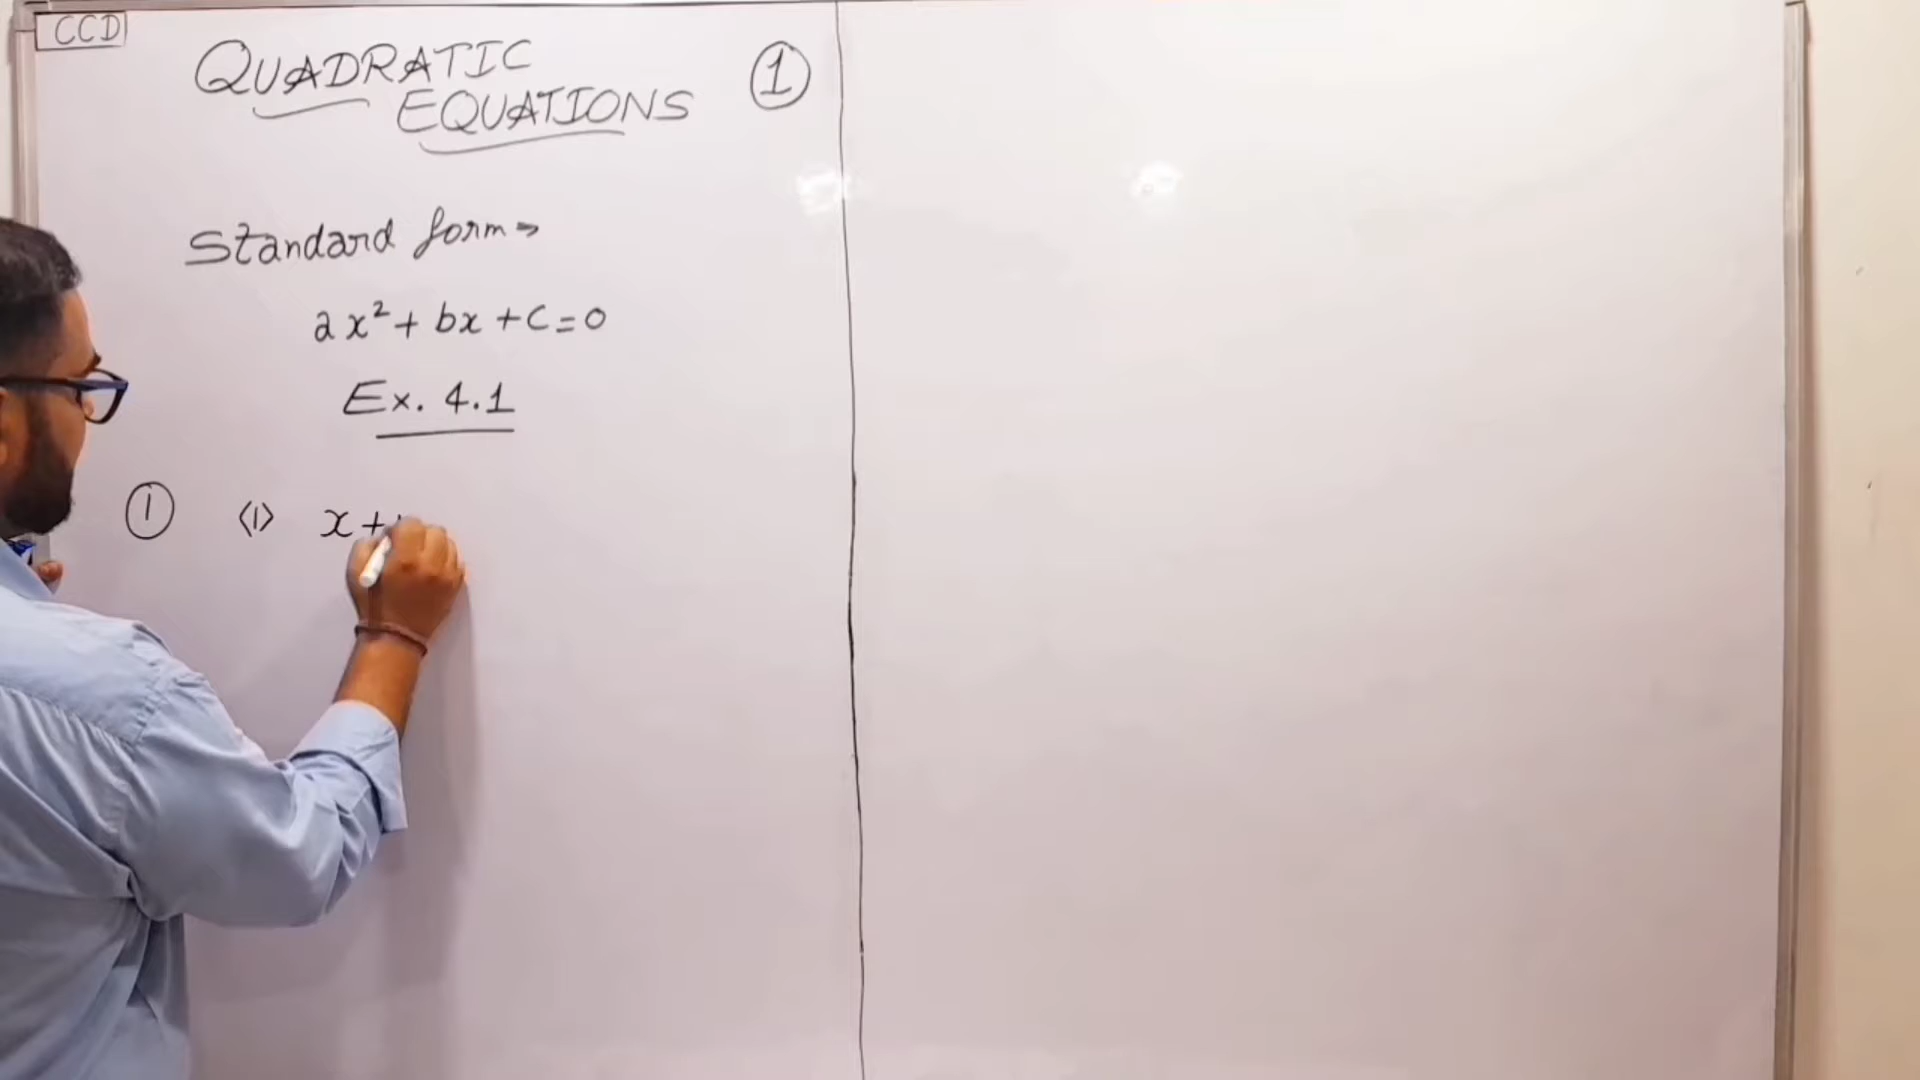 CCD
QUADRATIC
EQUATIONS
①
Standard form→
ax²+bx+c=0
Ex. 4.1
① <1> x+